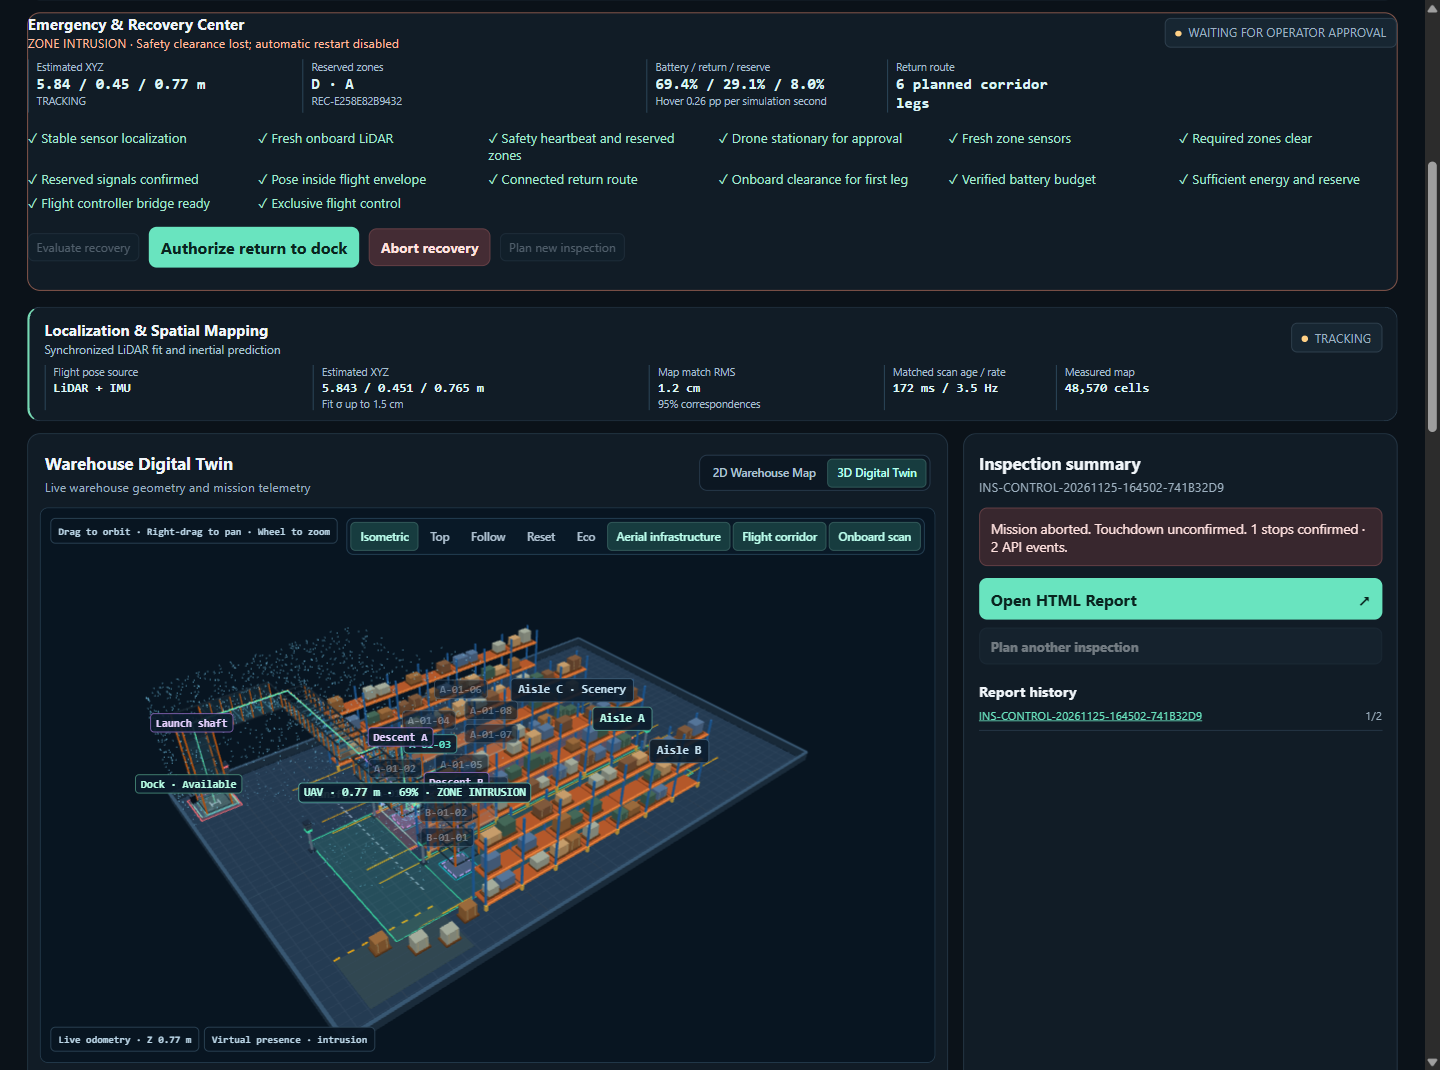 Emergency & Recovery Center
ZONE INTRUSION · Safety clearance lost; automatic restart disabled
WAITING FOR OPERATOR APPROVAL
Estimated XYZ
5.84 / 0.45 / 0.77 m
TRACKING
Reserved zones
D · A
REC-E258E82B9432
Battery / return / reserve
69.4% / 29.1% / 8.0%
Hover 0.26 pp per simulation second
Return route
6 planned corridor
legs
✓ Stable sensor localization
✓ Fresh onboard LiDAR
✓ Safety heartbeat and reserved
zones
✓ Drone stationary for approval
✓ Fresh zone sensors
✓ Required zones clear
✓ Reserved signals confirmed
✓ Pose inside flight envelope
✓ Connected return route
✓ Onboard clearance for first leg
✓ Verified battery budget
✓ Sufficient energy and reserve
✓ Flight controller bridge ready
✓ Exclusive flight control
Evaluate recovery
Authorize return to dock
Abort recovery
Plan new inspection
Localization & Spatial Mapping
Synchronized LiDAR fit and inertial prediction
TRACKING
Flight pose source
LiDAR + IMU
Estimated XYZ
5.843 / 0.451 / 0.765 m
Fit σ up to 1.5 cm
Map match RMS
1.2 cm
95% correspondences
Matched scan age / rate
172 ms / 3.5 Hz
Measured map
48,570 cells
Warehouse Digital Twin
Live warehouse geometry and mission telemetry
2D Warehouse Map
3D Digital Twin
Drag to orbit · Right-drag to pan · Wheel to zoom
Isometric
Top
Follow
Reset
Eco
Aerial infrastructure
Flight corridor
Onboard scan
A-01-06
Aisle C · Scenery
A-01-08
Launch shaft
A-01-04
Aisle A
Descent A
A-01-07
-03
Aisle B
A-01-02
A-01-05
Dock · Available
UAV · 0.77 m · 69% · ZONE INTRUSION
B-01-02
B-01-01
Live odometry · Z 0.77 m
Virtual presence · intrusion
Inspection summary
INS-CONTROL-20261125-164502-741B32D9
Mission aborted. Touchdown unconfirmed. 1 stops confirmed ·
2 API events.
Open HTML Report ↗
Plan another inspection
Report history
INS-CONTROL-20261125-164502-741B32D9
1/2